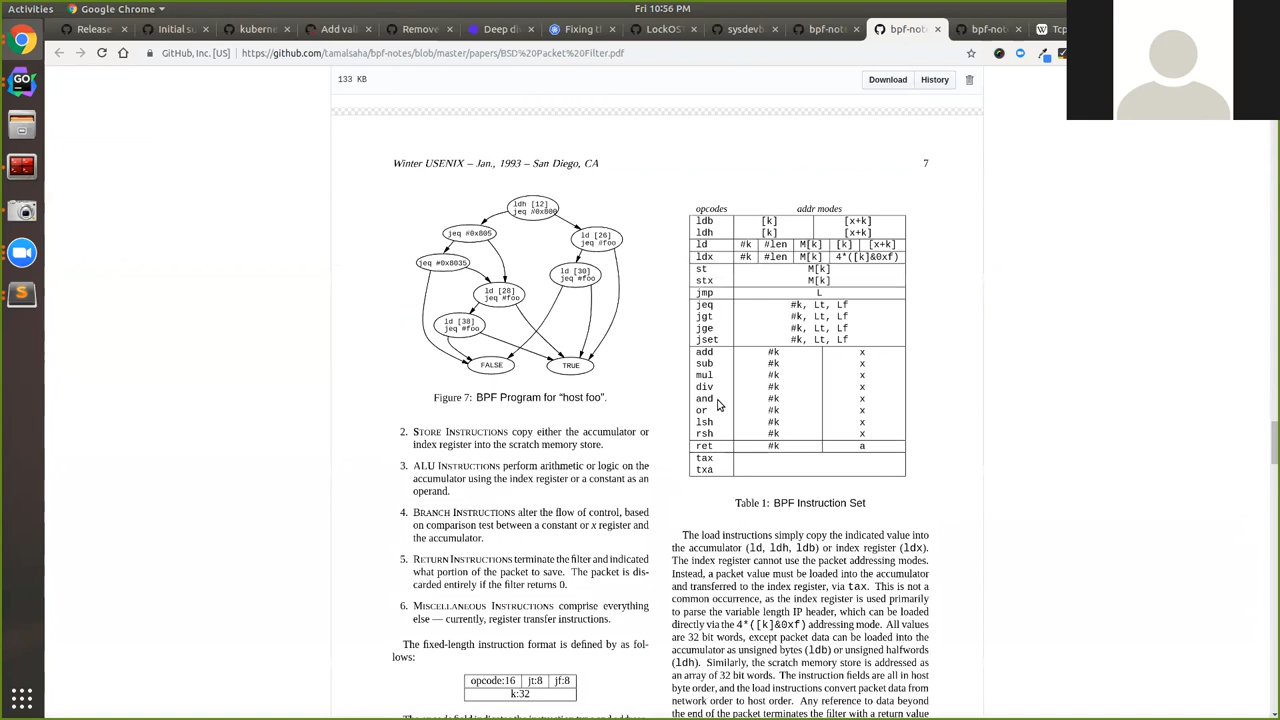 Activities
Google Chrome
Fri 10:56 PM
Release
Initial su
kuberne
Add vali
Remove
Deep di
Fixing t
LockOS
sysdevb
bpf-not
bpf-not
bpf-not
Tcp
GitHub, Inc. [US]
https://github.com/tamalsaha/bpf-notes/blob/master/papers/BSD%20Packet%20Filter.pdf
133 KB
Download
History
Winter USENIX – Jan., 1993 – San Diego, CA
7
ldh [12]
jeq #0x800
jeq #0x805
ld [26]
jeq #foo
jeq #0x8035
ld [30]
jeq #foo
ld [28]
jeq #foo
ld [38]
jeq #foo
FALSE
TRUE
Figure 7: BPF Program for “host foo”.
2. STORE INSTRUCTIONS copy either the accumulator or
index register into the scratch memory store.
3. ALU INSTRUCTIONS perform arithmetic or logic on the
accumulator using the index register or a constant as an
operand.
4. BRANCH INSTRUCTIONS alter the flow of control, based
on comparison test between a constant or x register and
the accumulator.
5. RETURN INSTRUCTIONS terminate the filter and indicated
what portion of the packet to save. The packet is dis-
carded entirely if the filter returns 0.
6. MISCELLANEOUS INSTRUCTIONS comprise everything
else — currently, register transfer instructions.
The fixed-length instruction format is defined by as fol-
lows:
opcode:16 jt:8 jf:8
k:32
opcodes addr modes
ldb [k] [x+k]
ldh [k] [x+k]
ld #k #len M[k] [k] [x+k]
ldx #k #len M[k] 4*([k]&0xf)
st M[k]
stx M[k]
jmp L
jeq #k, Lt, Lf
jgt #k, Lt, Lf
jge #k, Lt, Lf
jset #k, Lt, Lf
add #k x
sub #k x
mul #k x
div #k x
and #k x
or #k x
lsh #k x
rsh #k x
ret #k a
tax
txa
Table 1: BPF Instruction Set
The load instructions simply copy the indicated value into
the accumulator (ld, ldh, ldb) or index register (ldx).
The index register cannot use the packet addressing modes.
Instead, a packet value must be loaded into the accumulator
and transferred to the index register, via tax. This is not a
common occurrence, as the index register is used primarily
to parse the variable length IP header, which can be loaded
directly via the 4*([k]&0xf) addressing mode. All values
are 32 bit words, except packet data can be loaded into the
accumulator as unsigned bytes (ldb) or unsigned halfwords
(ldh). Similarly, the scratch memory store is addressed as
an array of 32 bit words. The instruction fields are all in host
byte order, and the load instructions convert packet data from
network order to host order. Any reference to data beyond
the end of the packet terminates the filter with a return value